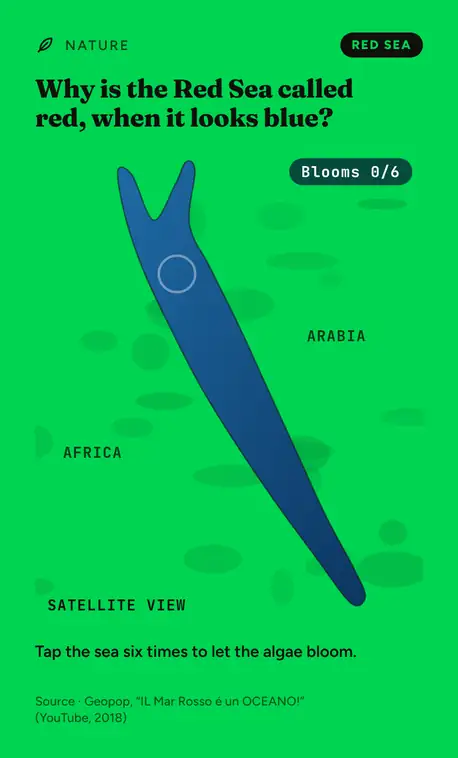 NATURE
RED SEA
Why is the Red Sea called
red, when it looks blue?
Blooms 0/6
ARABIA
AFRICA
SATELLITE VIEW
Tap the sea six times to let the algae bloom.
Source · Geopop, "IL Mar Rosso é un OCEANO!"
(YouTube, 2018)